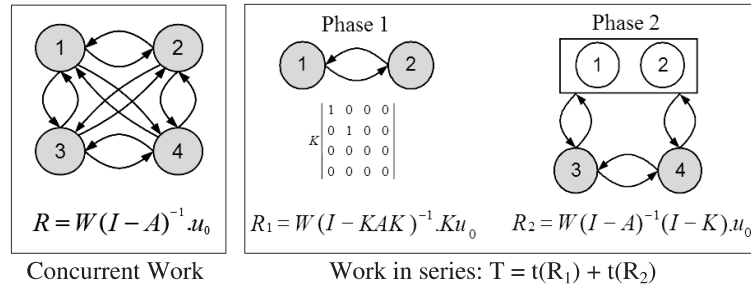 1
2
3
4
R = W(I − A)⁻¹.u₀
Concurrent Work
Phase 1
1
2
K
1 0 0 0
0 1 0 0
0 0 0 0
0 0 0 0
R₁ = W(I − KAK)⁻¹.Ku₀
Phase 2
1
2
3
4
R₂ = W(I − A)⁻¹(I − K).u₀
Work in series: T = t(R₁) + t(R₂)